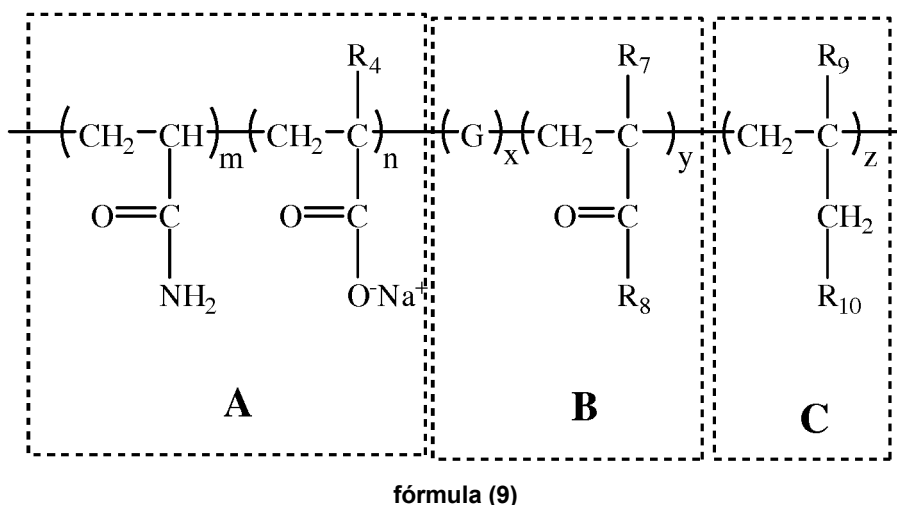 R₄ R₇ R₉
( CH₂ CH )m ( CH₂ C )n ( G )x ( CH₂ C )y ( CH₂ C )z
O=C O=C O=C CH₂
NH₂ O⁻Na⁺ R₈ R₁₀
A B C
fórmula (9)